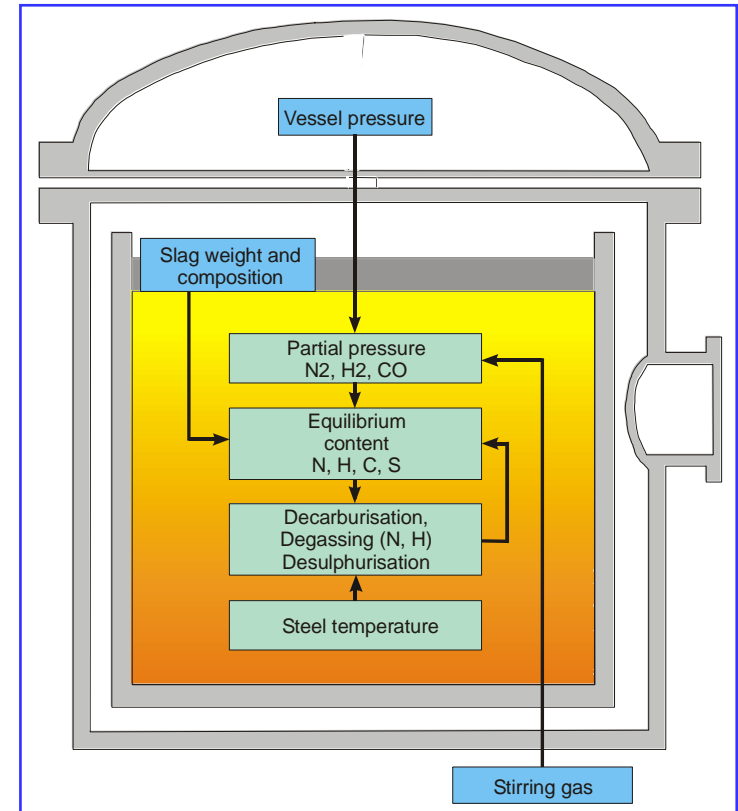 Vessel pressure
Slag weight and
composition
Partial pressure
N2, H2, CO
Equilibrium
content
N, H, C, S
Decarburisation,
Degassing (N, H)
Desulphurisation
Steel temperature
Stirring gas